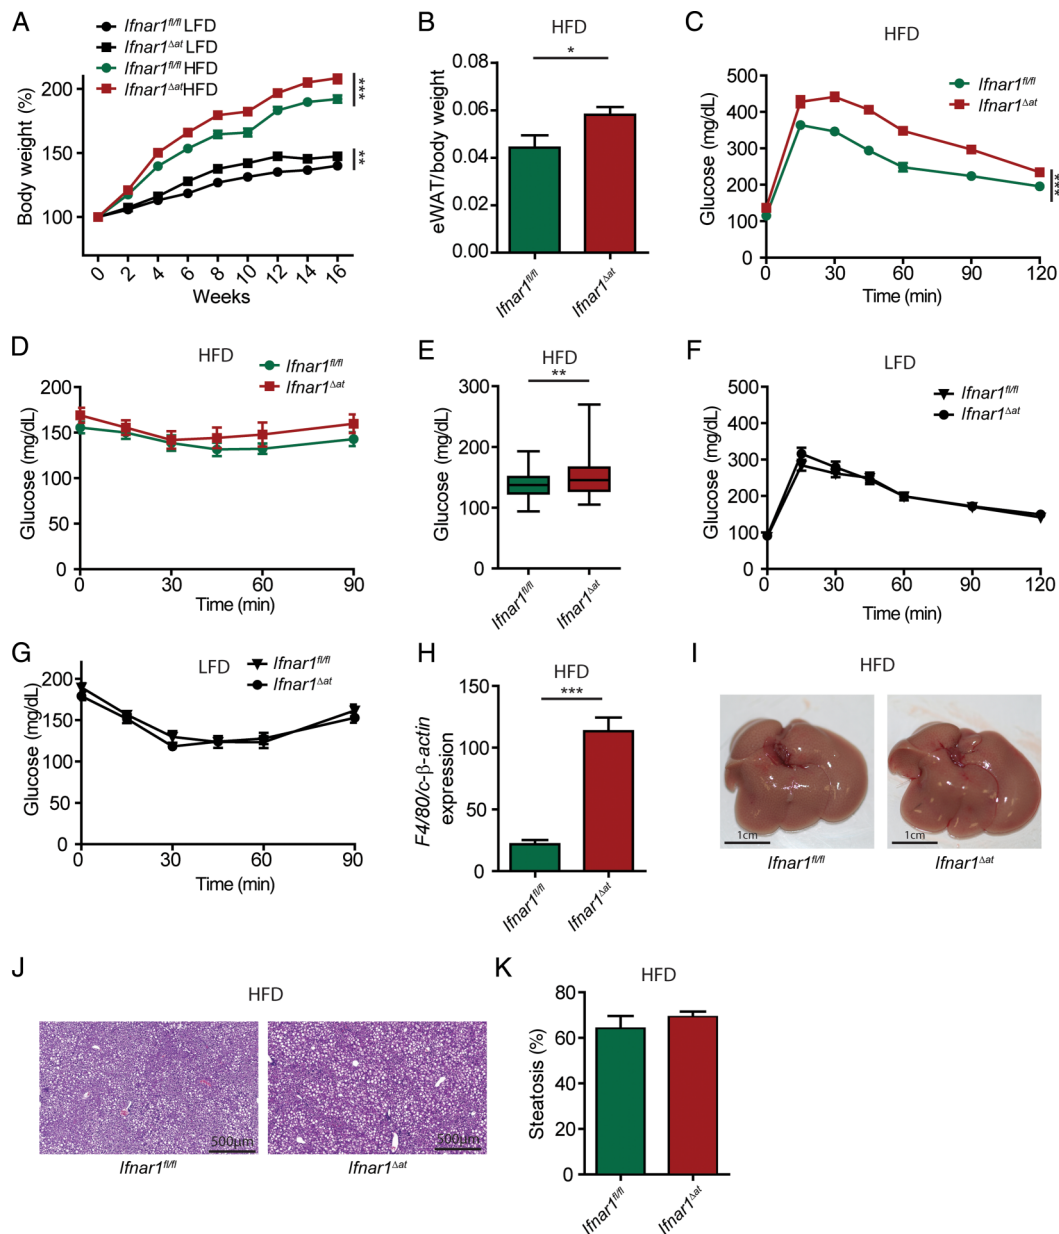 A
Ifnar1fl/fl LFD
Ifnar1Δat LFD
Ifnar1fl/fl HFD
Ifnar1Δat HFD
Body weight (%)
200
150
100
***
**
0 2 4 6 8 10 12 14 16
Weeks
B
HFD
*
eWAT/body weight
0.08
0.06
0.04
0.02
0.00
Ifnar1fl/fl
Ifnar1Δat
C
HFD
Ifnar1fl/fl
Ifnar1Δat
Glucose (mg/dL)
500
400
300
200
100
0
***
0 30 60 90 120
Time (min)
D
HFD
Ifnar1fl/fl
Ifnar1Δat
Glucose (mg/dL)
200
150
100
50
0
0 30 60 90
Time (min)
E
HFD
**
Glucose (mg/dL)
300
200
100
0
Ifnar1fl/fl
Ifnar1Δat
F
LFD
Ifnar1fl/fl
Ifnar1Δat
Glucose (mg/dL)
500
400
300
200
100
0
0 30 60 90 120
Time (min)
G
LFD
Ifnar1fl/fl
Ifnar1Δat
Glucose (mg/dL)
200
150
100
50
0
0 30 60 90
Time (min)
H
HFD
***
F4/80/c-β-actin
expression
150
100
50
0
Ifnar1fl/fl
Ifnar1Δat
I
HFD
1cm
1cm
Ifnar1fl/fl
Ifnar1Δat
J
HFD
500µm
500µm
Ifnar1fl/fl
Ifnar1Δat
K
HFD
Steatosis (%)
80
60
40
20
0
Ifnar1fl/fl
Ifnar1Δat